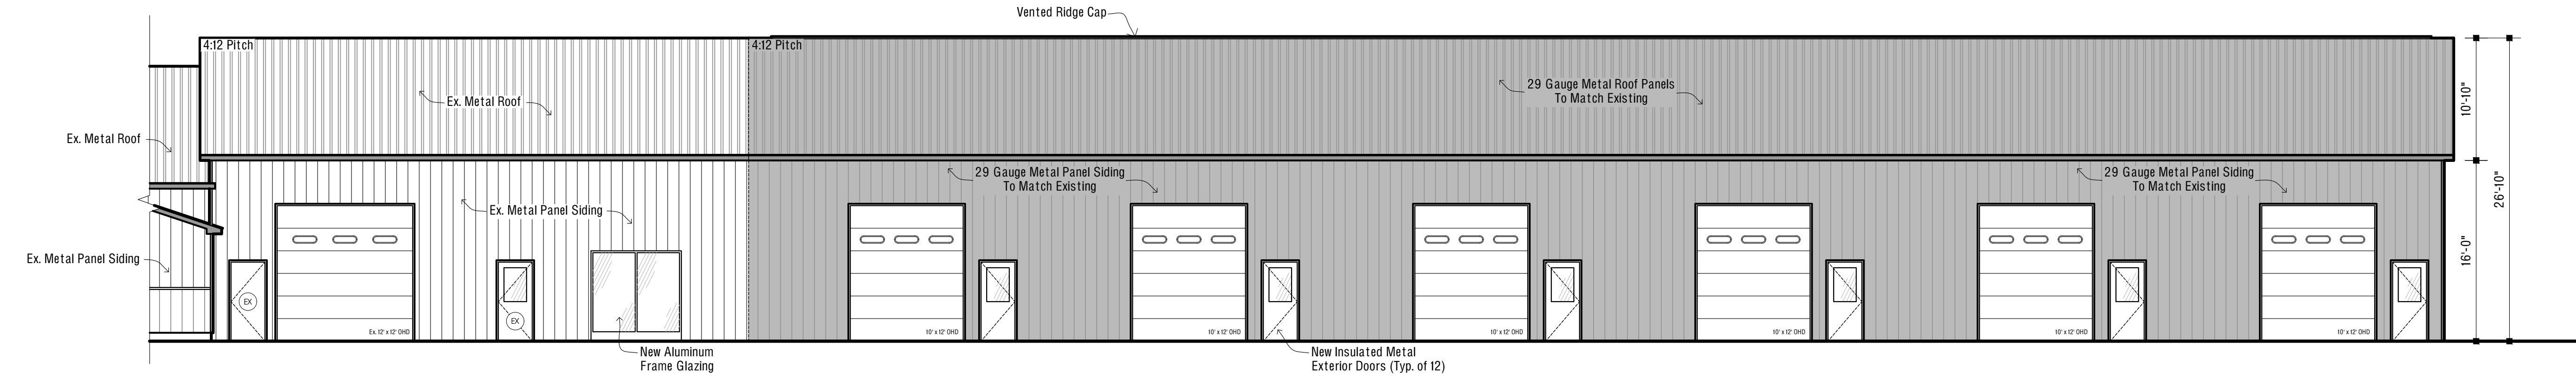 Vented Ridge Cap
4:12 Pitch
4:12 Pitch
29 Gauge Metal Roof Panels
To Match Existing
Ex. Metal Roof
Ex. Metal Roof
10'-10"
29 Gauge Metal Panel Siding
To Match Existing
29 Gauge Metal Panel Siding
To Match Existing
26'-10"
Ex. Metal Panel Siding
16'-0"
Ex. Metal Panel Siding
EX
EX
Ex. 12' x 12' OHD
10' x 12' OHD
10' x 12' OHD
10' x 12' OHD
10' x 12' OHD
10' x 12' OHD
10' x 12' OHD
New Aluminum
Frame Glazing
New Insulated Metal
Exterior Doors (Typ. of 12)